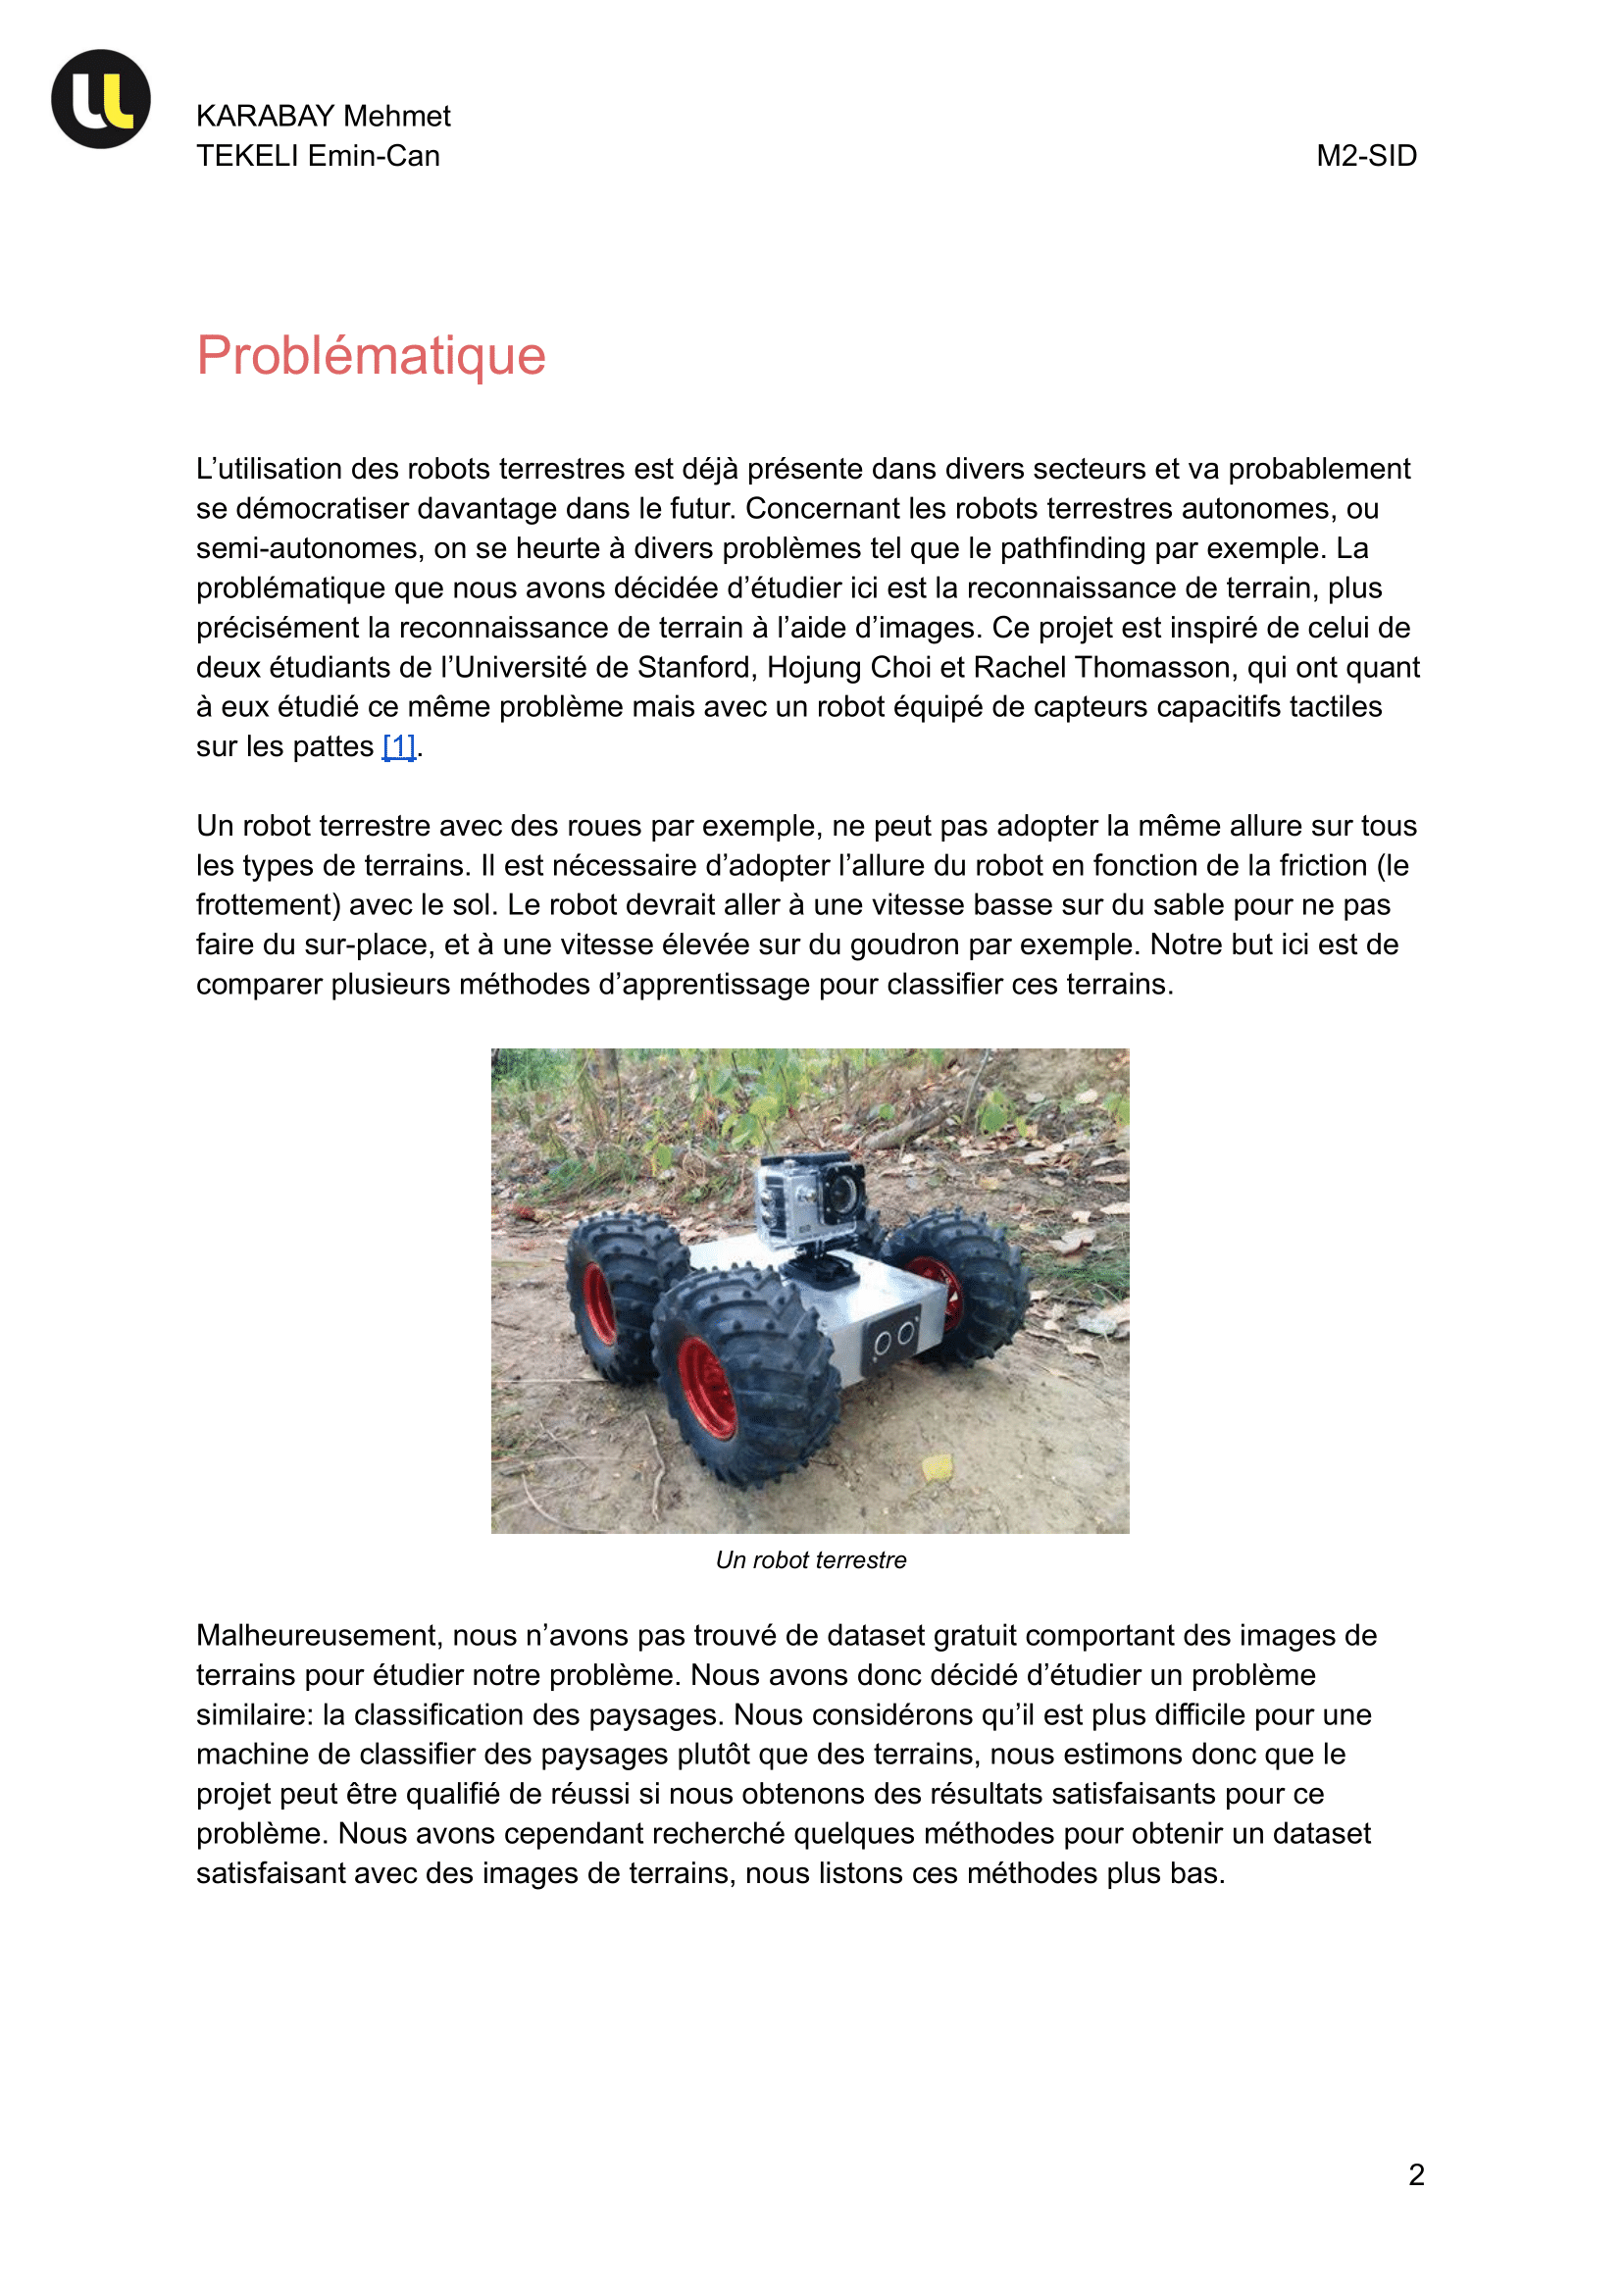 KARABAY Mehmet
TEKELI Emin-Can M2-SID
Problématique
L’utilisation des robots terrestres est déjà présente dans divers secteurs et va probablement
se démocratiser davantage dans le futur. Concernant les robots terrestres autonomes, ou
semi-autonomes, on se heurte à divers problèmes tel que le pathfinding par exemple. La
problématique que nous avons décidée d’étudier ici est la reconnaissance de terrain, plus
précisément la reconnaissance de terrain à l’aide d’images. Ce projet est inspiré de celui de
deux étudiants de l’Université de Stanford, Hojung Choi et Rachel Thomasson, qui ont quant
à eux étudié ce même problème mais avec un robot équipé de capteurs capacitifs tactiles
sur les pattes [1].
Un robot terrestre avec des roues par exemple, ne peut pas adopter la même allure sur tous
les types de terrains. Il est nécessaire d’adopter l’allure du robot en fonction de la friction (le
frottement) avec le sol. Le robot devrait aller à une vitesse basse sur du sable pour ne pas
faire du sur-place, et à une vitesse élevée sur du goudron par exemple. Notre but ici est de
comparer plusieurs méthodes d’apprentissage pour classifier ces terrains.
Un robot terrestre
Malheureusement, nous n’avons pas trouvé de dataset gratuit comportant des images de
terrains pour étudier notre problème. Nous avons donc décidé d’étudier un problème
similaire: la classification des paysages. Nous considérons qu’il est plus difficile pour une
machine de classifier des paysages plutôt que des terrains, nous estimons donc que le
projet peut être qualifié de réussi si nous obtenons des résultats satisfaisants pour ce
problème. Nous avons cependant recherché quelques méthodes pour obtenir un dataset
satisfaisant avec des images de terrains, nous listons ces méthodes plus bas.
2